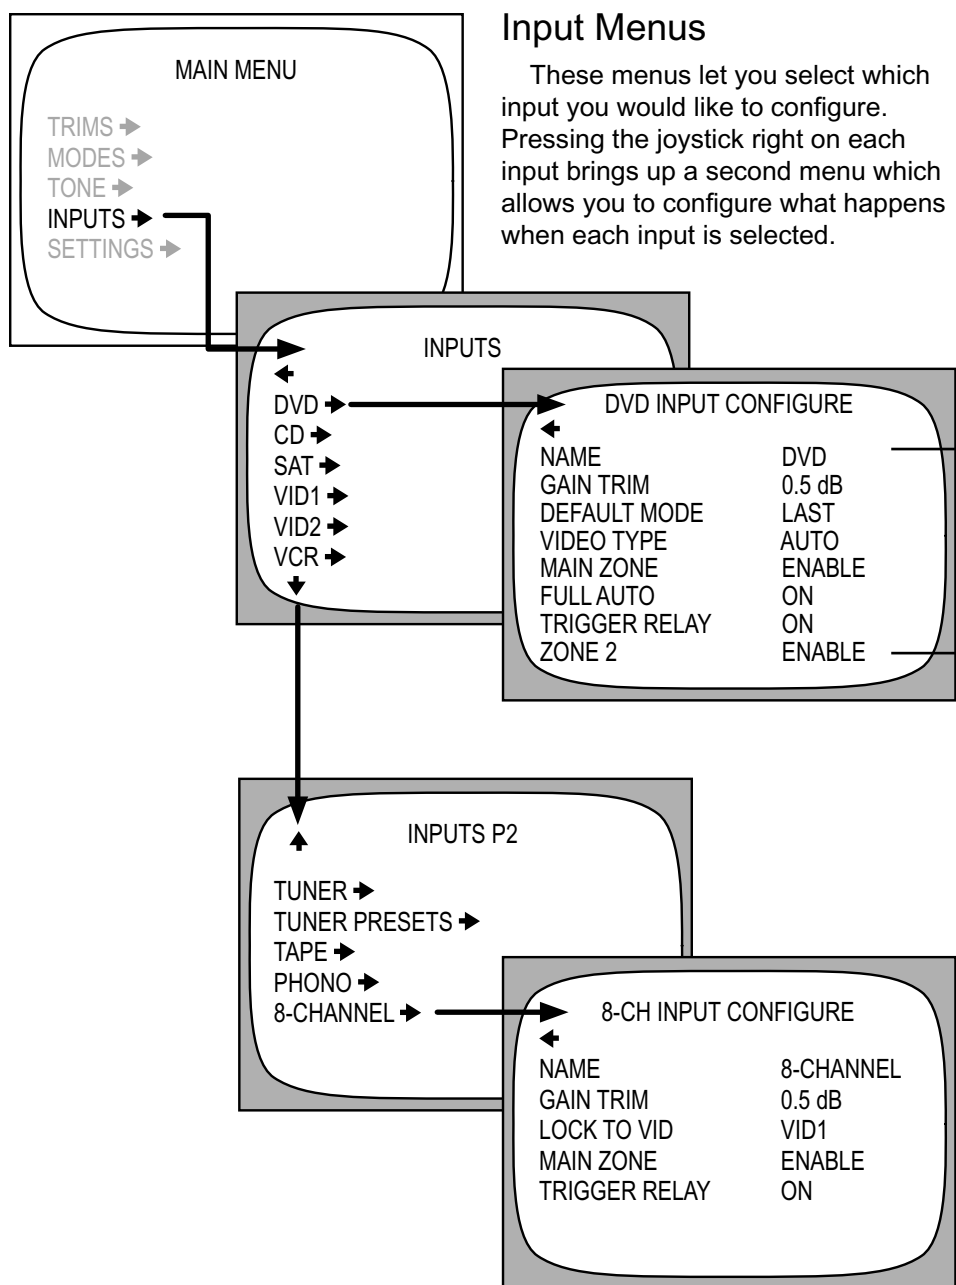 Input Menus
These menus let you select which
input you would like to configure.
Pressing the joystick right on each
input brings up a second menu which
allows you to configure what happens
when each input is selected.
MAIN MENU
TRIMS
MODES
TONE
INPUTS
SETTINGS
INPUTS
DVD
CD
SAT
VID1
VID2
VCR
DVD INPUT CONFIGURE
NAME DVD
GAIN TRIM 0.5 dB
DEFAULT MODE LAST
VIDEO TYPE AUTO
MAIN ZONE ENABLE
FULL AUTO ON
TRIGGER RELAY ON
ZONE 2 ENABLE
INPUTS P2
TUNER
TUNER PRESETS
TAPE
PHONO
8-CHANNEL
8-CH INPUT CONFIGURE
NAME 8-CHANNEL
GAIN TRIM 0.5 dB
LOCK TO VID VID1
MAIN ZONE ENABLE
TRIGGER RELAY ON